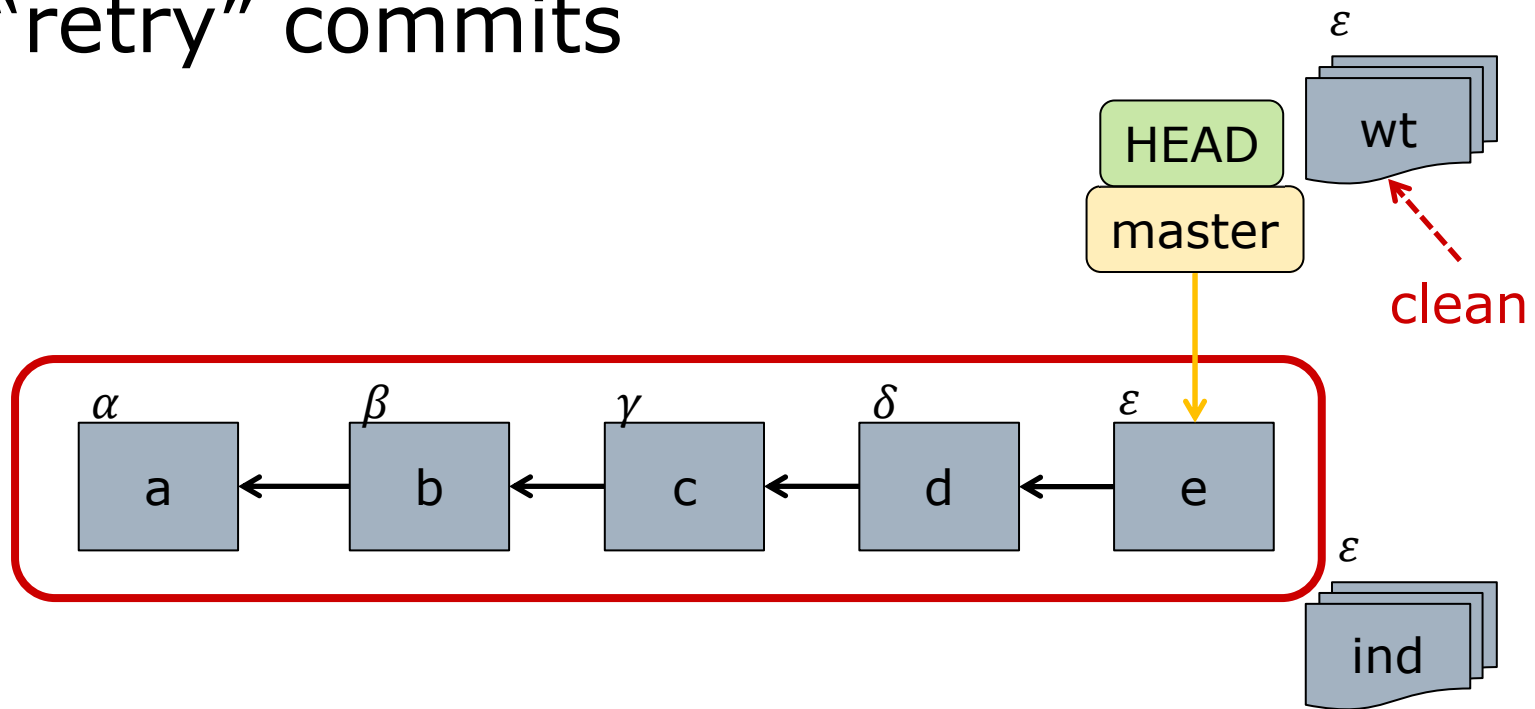 “retry” commits
ε
HEAD
wt
master
clean
α β γ δ ε
a b c d e
ε
ind